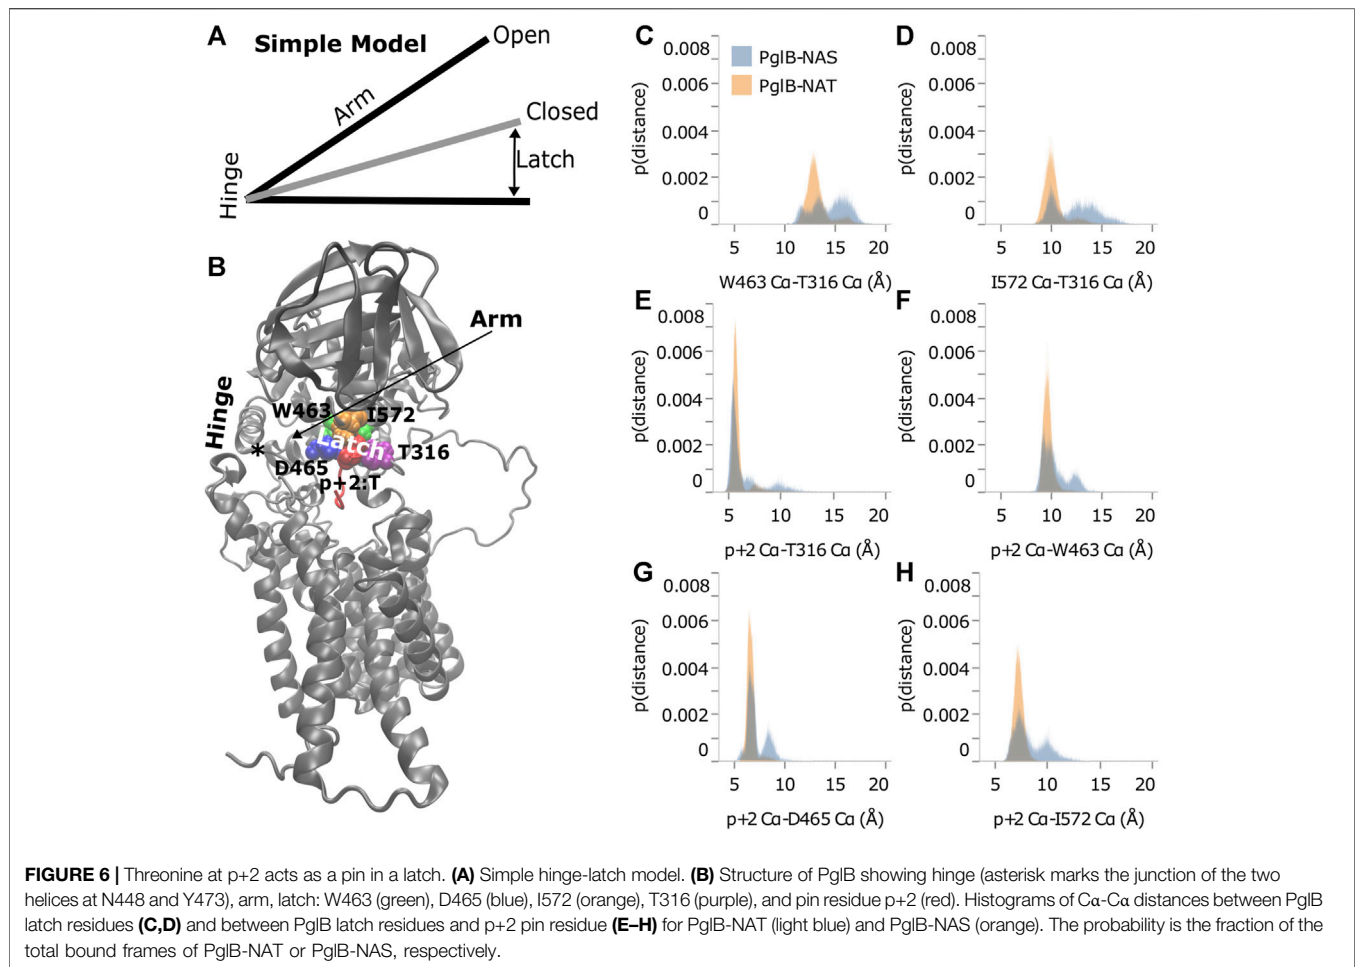 A
Simple Model
Open
Arm
Closed
Latch
Hinge
B
Arm
Hinge
W463
I572
Latch
*
D465
T316
p+2:T
C
0.008
0.006
0.004
0.002
0
p(distance)
PglB-NAS
PglB-NAT
5 10 15 20
W463 Cα-T316 Cα (Å)
D
0.008
0.006
0.004
0.002
0
p(distance)
5 10 15 20
I572 Cα-T316 Cα (Å)
E
0.008
0.006
0.004
0.002
0
p(distance)
5 10 15 20
p+2 Cα-T316 Cα (Å)
F
0.008
0.006
0.004
0.002
0
p(distance)
5 10 15 20
p+2 Cα-W463 Cα (Å)
G
0.008
0.006
0.004
0.002
0
p(distance)
5 10 15 20
p+2 Cα-D465 Cα (Å)
H
0.008
0.006
0.004
0.002
0
p(distance)
5 10 15 20
p+2 Cα-I572 Cα (Å)
FIGURE 6 | Threonine at p+2 acts as a pin in a latch. (A) Simple hinge-latch model. (B) Structure of PglB showing hinge (asterisk marks the junction of the two
helices at N448 and Y473), arm, latch: W463 (green), D465 (blue), I572 (orange), T316 (purple), and pin residue p+2 (red). Histograms of Cα-Cα distances between PglB
latch residues (C,D) and between PglB latch residues and p+2 pin residue (E–H) for PglB-NAT (light blue) and PglB-NAS (orange). The probability is the fraction of the
total bound frames of PglB-NAT or PglB-NAS, respectively.